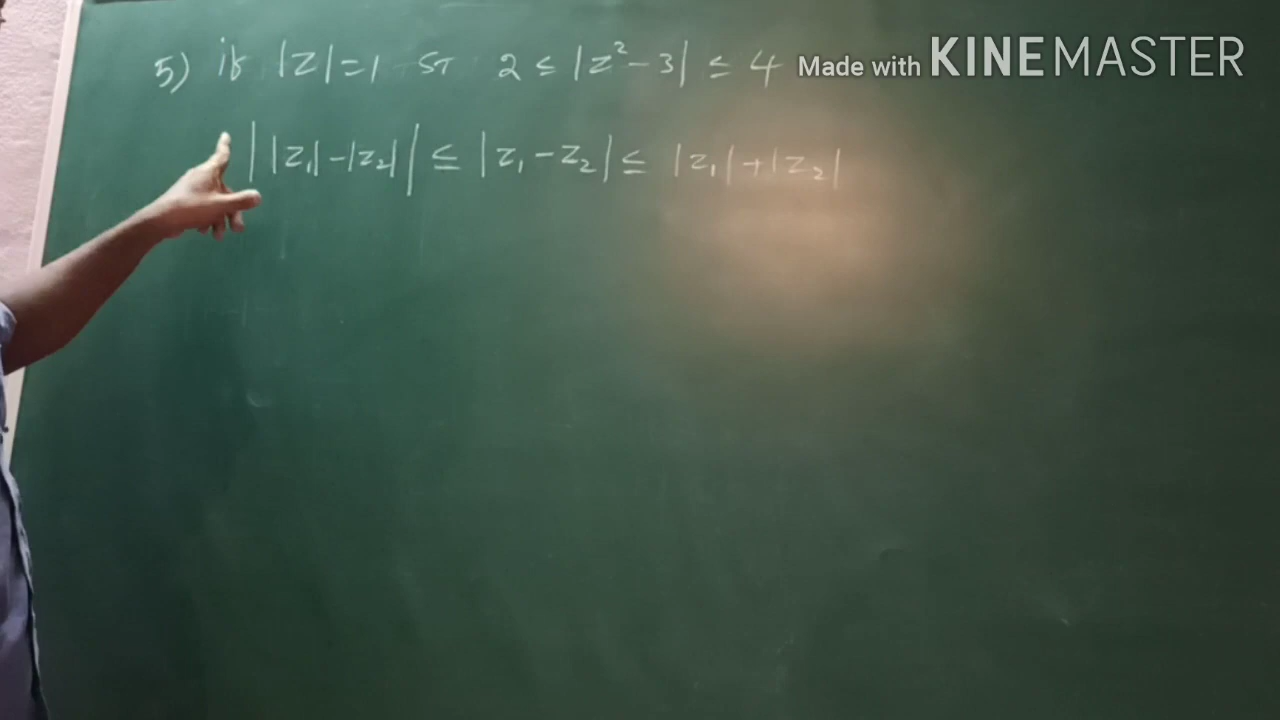 5) if |Z| = 1 ST 2 ≤ |Z² - 3| ≤ 4
Made with KINEMASTER
| |Z₁| - |Z₂| | ≤ |Z₁ - Z₂| ≤ |Z₁| + |Z₂|